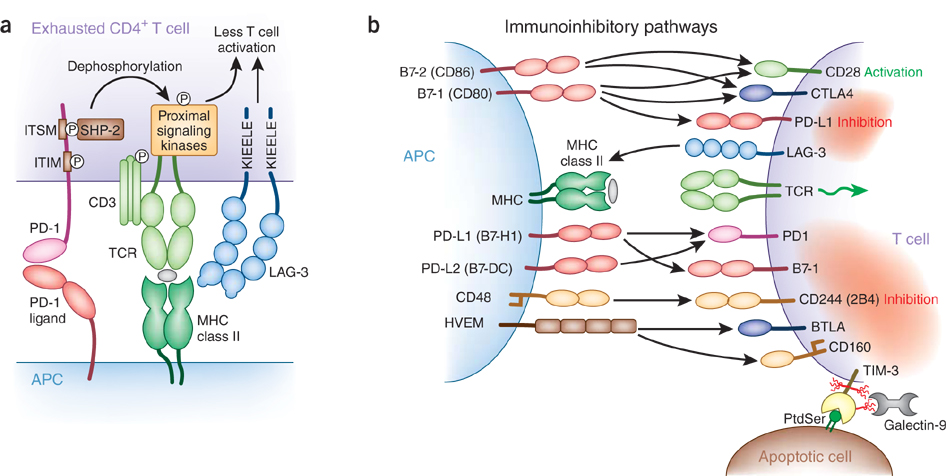 a
Exhausted CD4+ T cell
Less T cell
activation
Dephosphorylation
P
ITSM
P
SHP-2
Proximal
signaling
kinases
KIEELE
KIEELE
ITIM
P
P
CD3
PD-1
TCR
LAG-3
PD-1
ligand
MHC
class II
APC
b
Immunoinhibitory pathways
B7-2 (CD86)
CD28 Activation
B7-1 (CD80)
CTLA4
PD-L1 Inhibition
APC
MHC
class II
LAG-3
MHC
TCR
PD-L1 (B7-H1)
PD1
T cell
PD-L2 (B7-DC)
B7-1
CD48
CD244 (2B4) Inhibition
HVEM
BTLA
CD160
TIM-3
PtdSer
Galectin-9
Apoptotic cell